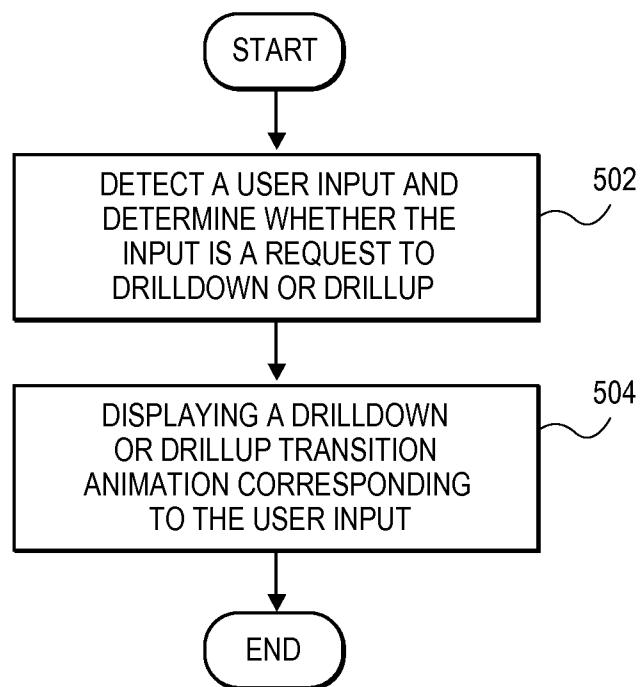 START
DETECT A USER INPUT AND
DETERMINE WHETHER THE
INPUT IS A REQUEST TO
DRILLDOWN OR DRILLUP
502
DISPLAYING A DRILLDOWN
OR DRILLUP TRANSITION
ANIMATION CORRESPONDING
TO THE USER INPUT
504
END